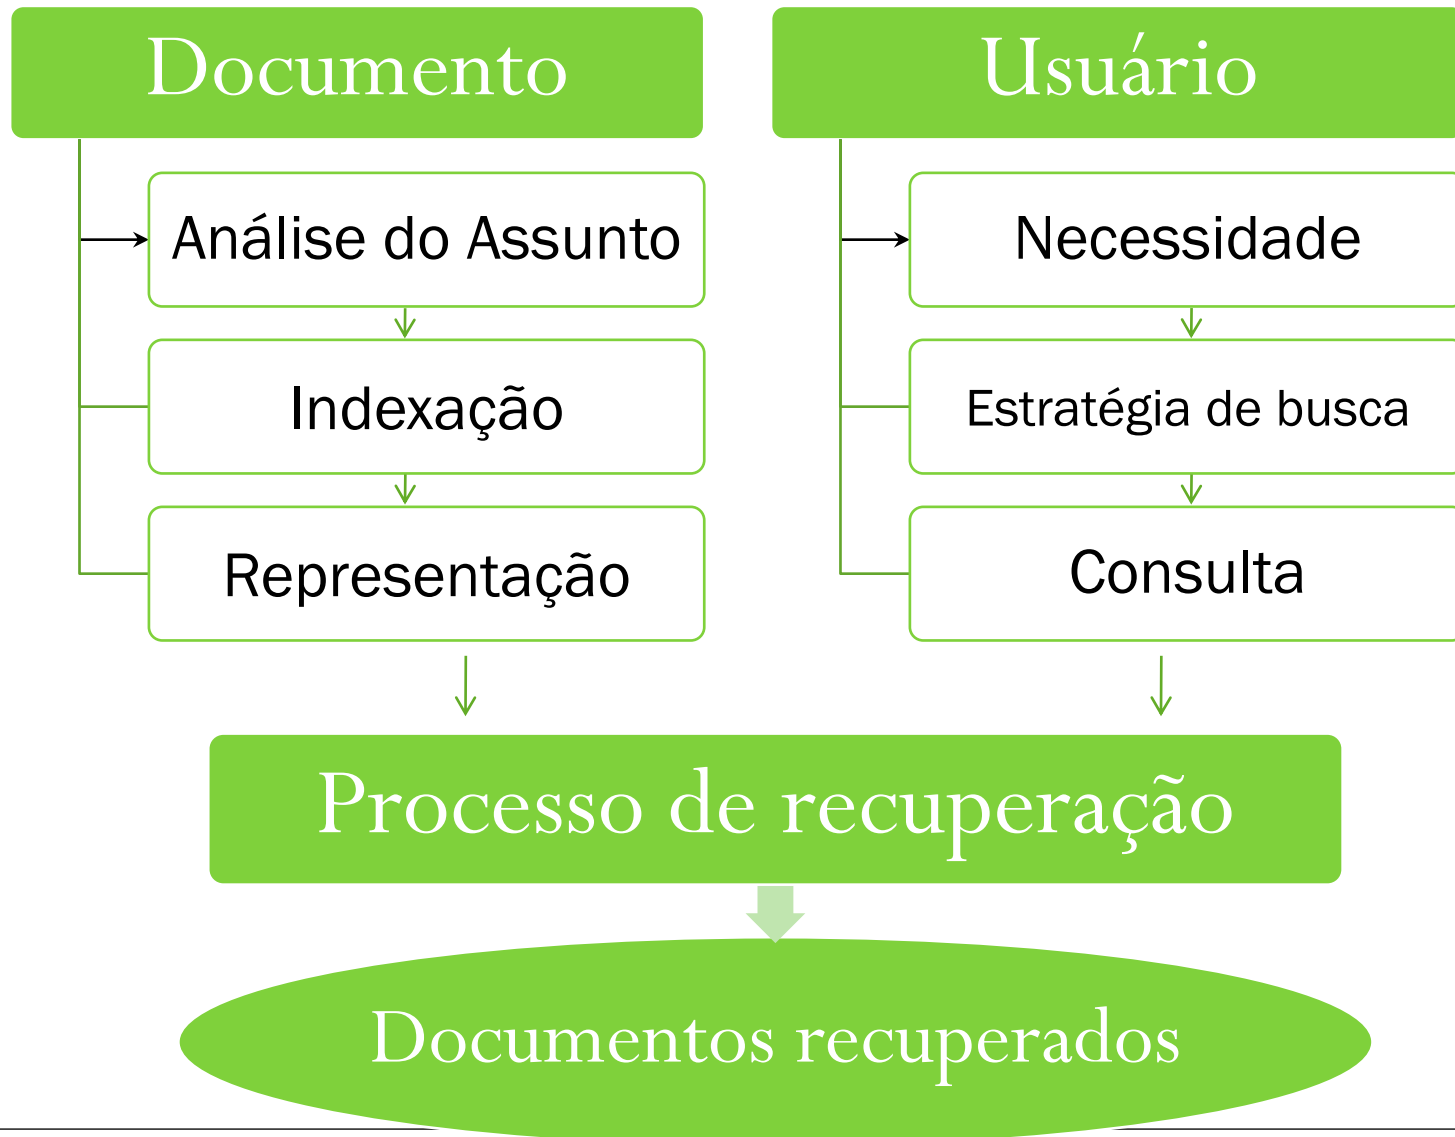 Documento
Análise do Assunto
Indexação
Representação
Usuário
Necessidade
Estratégia de busca
Consulta
Processo de recuperação
Documentos recuperados